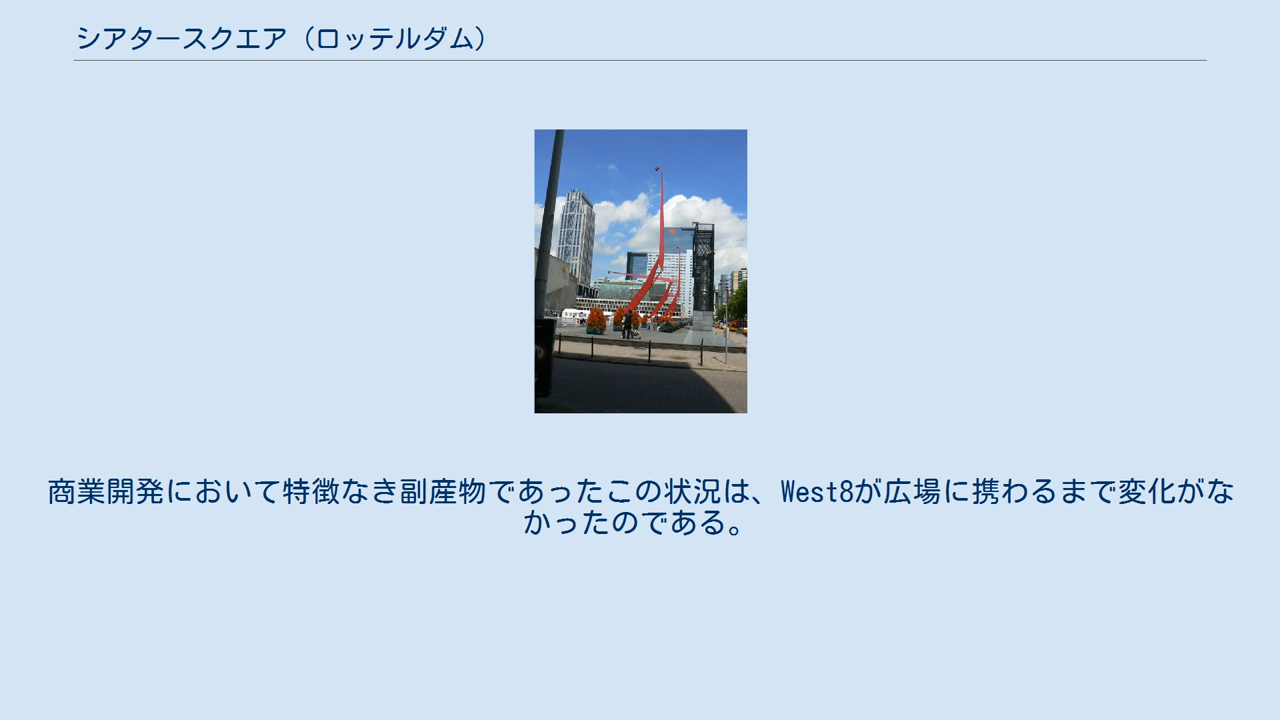 シアタースクエア（ロッテルダム）
商業開発において特徴なき副産物であったこの状況は、West8が広場に携わるまで変化がな
かったのである。